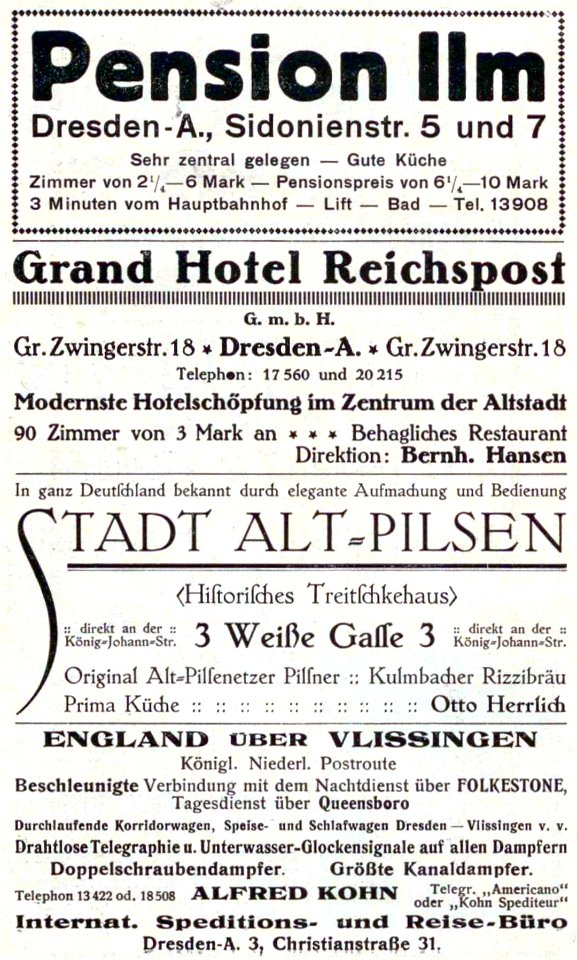 Pension Ilm
Dresden-A., Sidonienstr. 5 und 7
Sehr zentral gelegen — Gute Küche
Zimmer von 2¹/₄—6 Mark — Pensionspreis von 6¹/₄—10 Mark
3 Minuten vom Hauptbahnhof — Lift — Bad — Tel. 13908
Grand Hotel Reichspost
G. m. b. H.
Gr. Zwingerstr. 18 * Dresden-A. * Gr. Zwingerstr. 18
Telephon: 17560 und 20215
Modernste Hotelschöpfung im Zentrum der Altstadt
90 Zimmer von 3 Mark an * * * Behagliches Restaurant
Direktion: Bernh. Hansen
In ganz Deutſchland bekannt durch elegante Aufmachung und Bedienung
STADT ALT-PILSEN
⟨Hiſtoriſches Treitſchkehaus⟩
:: direkt an der :: König-Johann-Str. 3 Weiße Gaſſe 3 :: direkt an der :: König-Johann-Str.
Original Alt-Pilſenetzer Pilſner :: Kulmbacher Rizzibräu
Prima Küche :: :: :: :: :: :: :: :: :: :: Otto Herrlich
ENGLAND ÜBER VLISSINGEN
Königl. Niederl. Postroute
Beschleunigte Verbindung mit dem Nachtdienst über FOLKESTONE,
Tagesdienst über Queensboro
Durchlaufende Korridorwagen, Speise- und Schlafwagen Dresden — Vlissingen v. v.
Drahtlose Telegraphie u. Unterwasser-Glockensignale auf allen Dampfern
Doppelschraubendampfer. Größte Kanaldampfer.
Telephon 13422 od. 18508 ALFRED KOHN Telegr. „Americano“ oder „Kohn Spediteur“
Internat. Speditions- und Reise-Büro
Dresden-A. 3, Christianstraße 31.